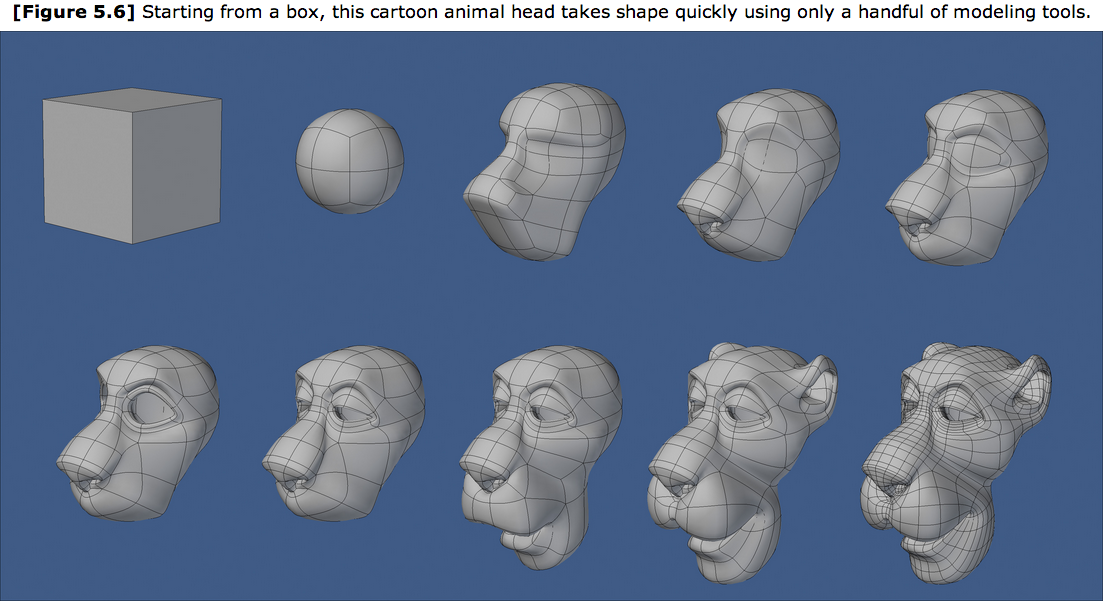 [Figure 5.6] Starting from a box, this cartoon animal head takes shape quickly using only a handful of modeling tools.